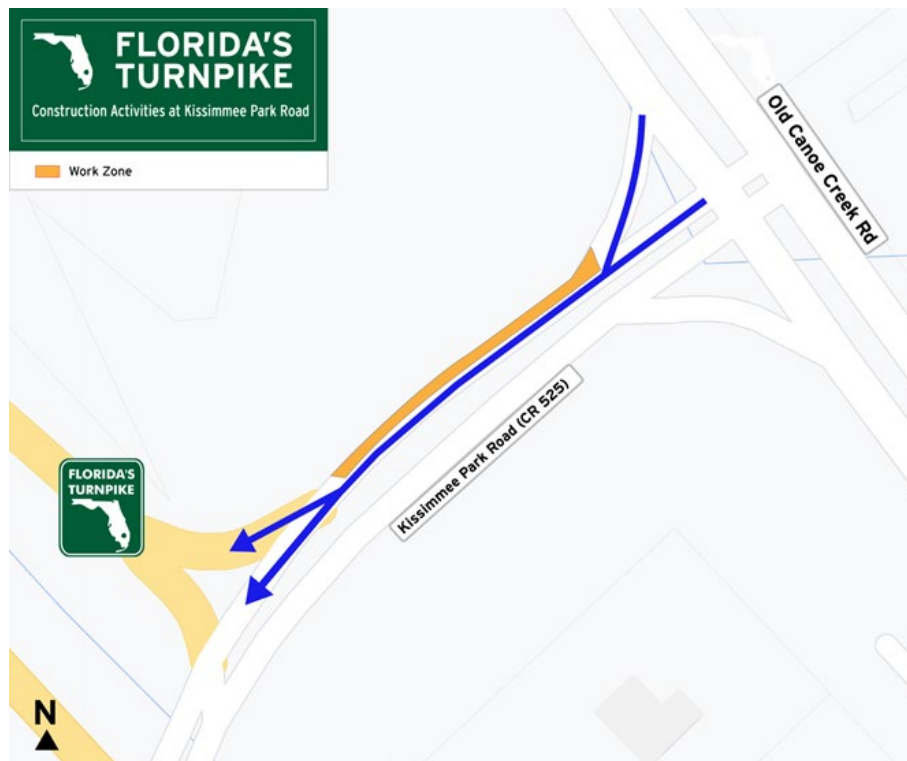 FLORIDA'S
TURNPIKE
Construction Activities at Kissimmee Park Road
Work Zone
Old Canoe Creek Rd
Kissimmee Park Road (CR 525)
FLORIDA'S
TURNPIKE
N